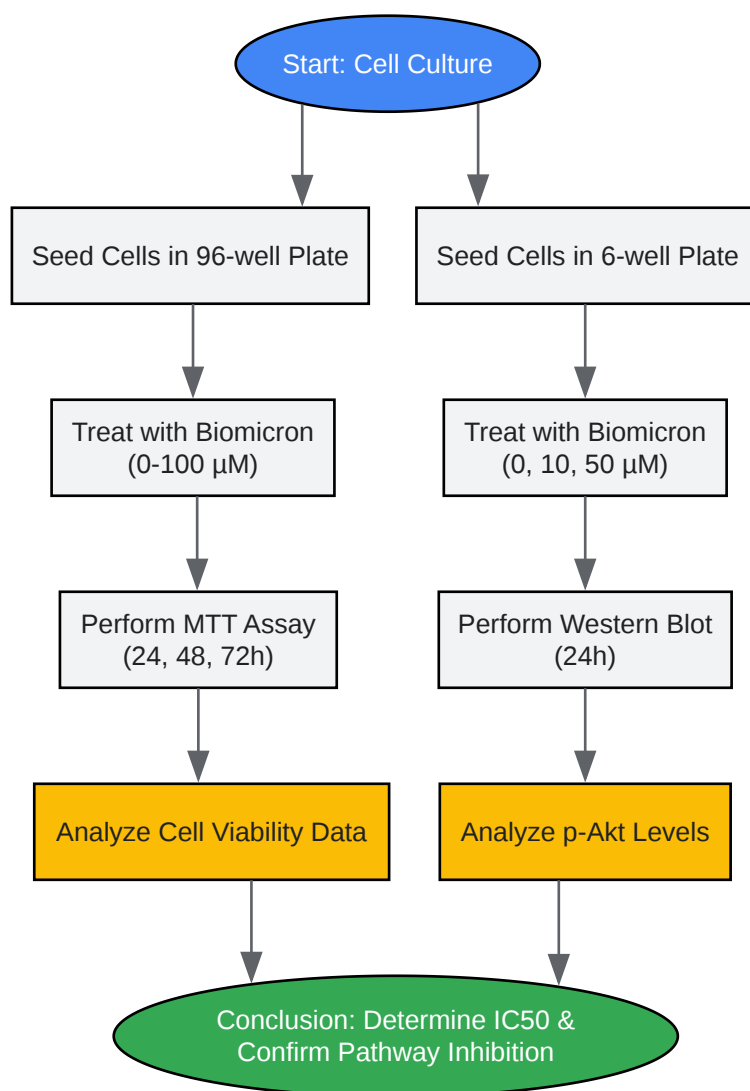 Start: Cell Culture
Seed Cells in 96-well Plate
Seed Cells in 6-well Plate
Treat with Biomicron
(0-100 µM)
Treat with Biomicron
(0, 10, 50 µM)
Perform MTT Assay
(24, 48, 72h)
Perform Western Blot
(24h)
Analyze Cell Viability Data
Analyze p-Akt Levels
Conclusion: Determine IC50 &
Confirm Pathway Inhibition